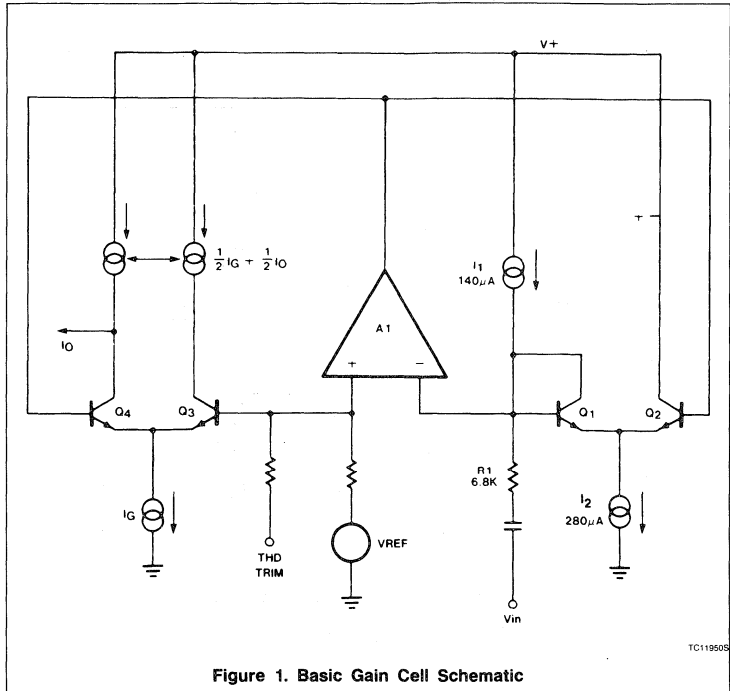 V+
+
½ IG + ½ IO
I1
140μA
A1
+ −
IO
Q4 Q3 Q1 Q2
R1
6.8K
IG
I2
280μA
THD
TRIM
VREF
Vin
TC11950S
Figure 1. Basic Gain Cell Schematic